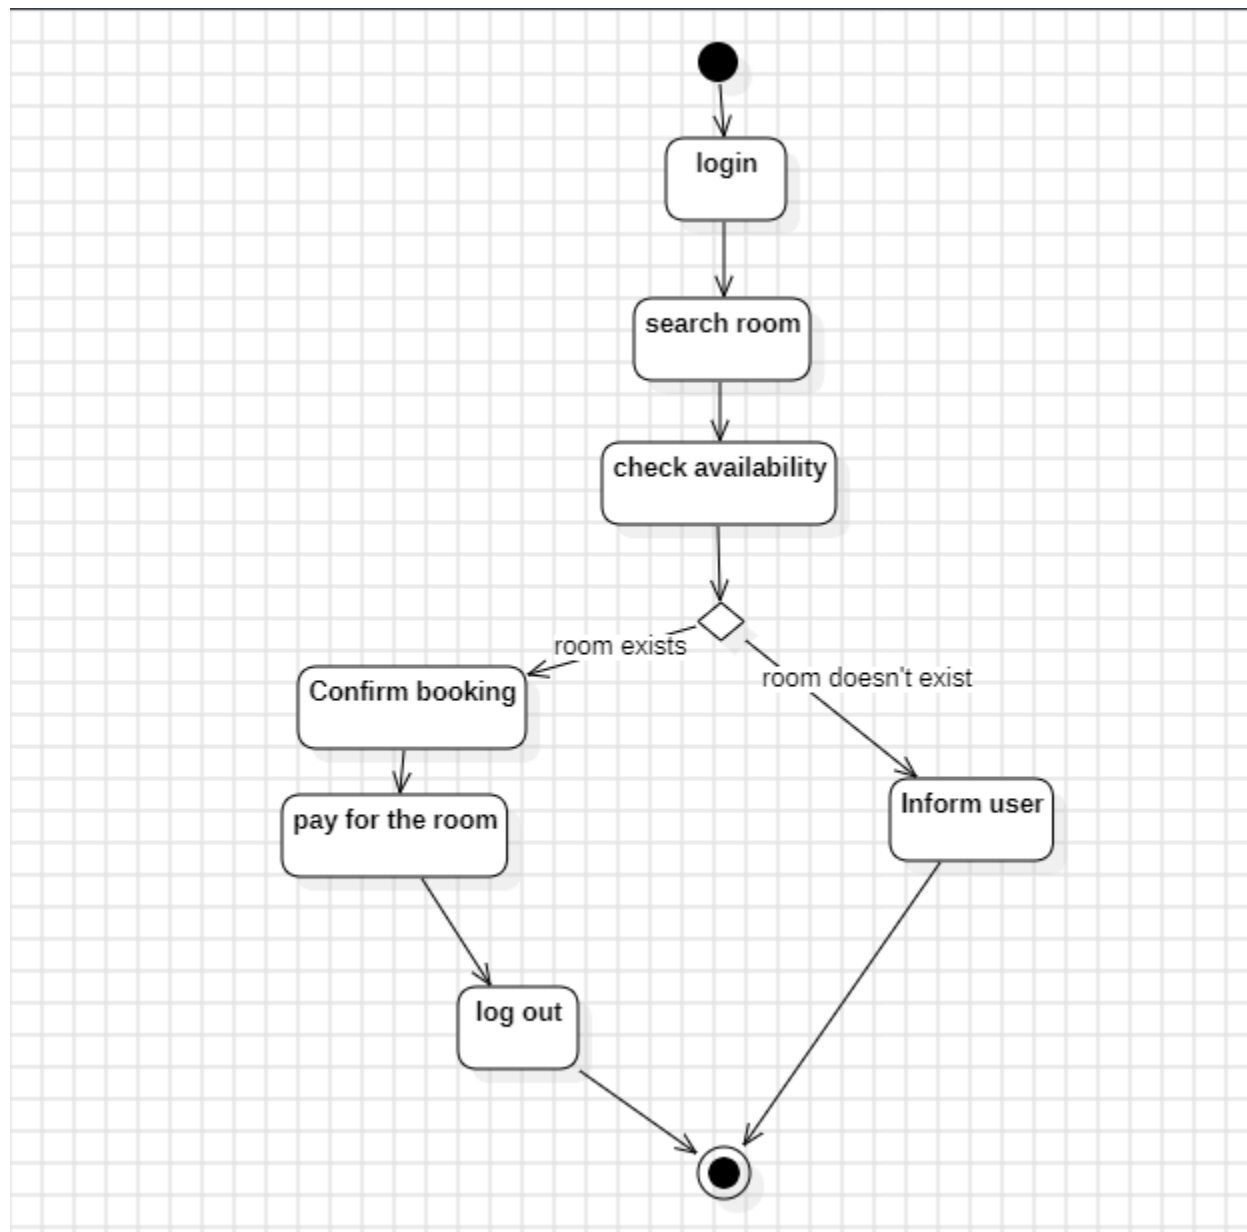 login
search room
check availability
room exists
room doesn't exist
Confirm booking
pay for the room
Inform user
log out